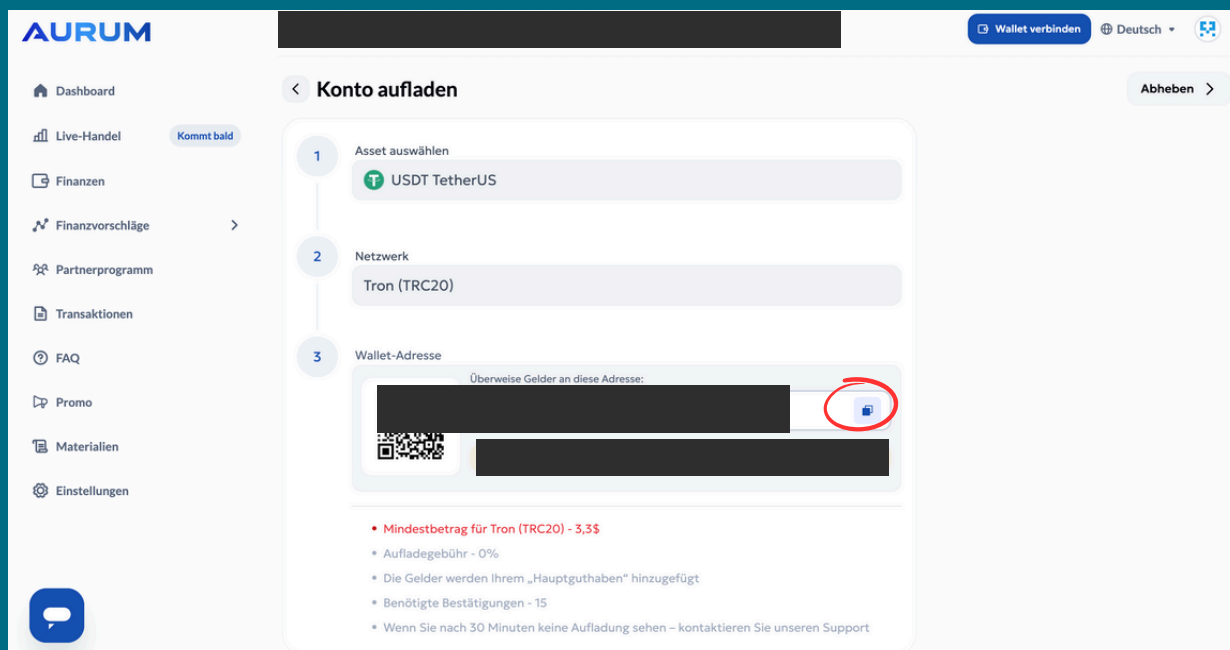 AURUM
Wallet verbinden
Deutsch
Dashboard
Live-Handel
Kommt bald
Finanzen
Finanzvorschläge
Partnerprogramm
Transaktionen
FAQ
Promo
Materialien
Einstellungen
Konto aufladen
Abheben
1
Asset auswählen
USDT TetherUS
2
Netzwerk
Tron (TRC20)
3
Wallet-Adresse
Überweise Gelder an diese Adresse:
• Mindestbetrag für Tron (TRC20) - 3,3$
• Aufladegebühr - 0%
• Die Gelder werden Ihrem „Hauptguthaben“ hinzugefügt
• Benötigte Bestätigungen - 15
• Wenn Sie nach 30 Minuten keine Aufladung sehen – kontaktieren Sie unseren Support